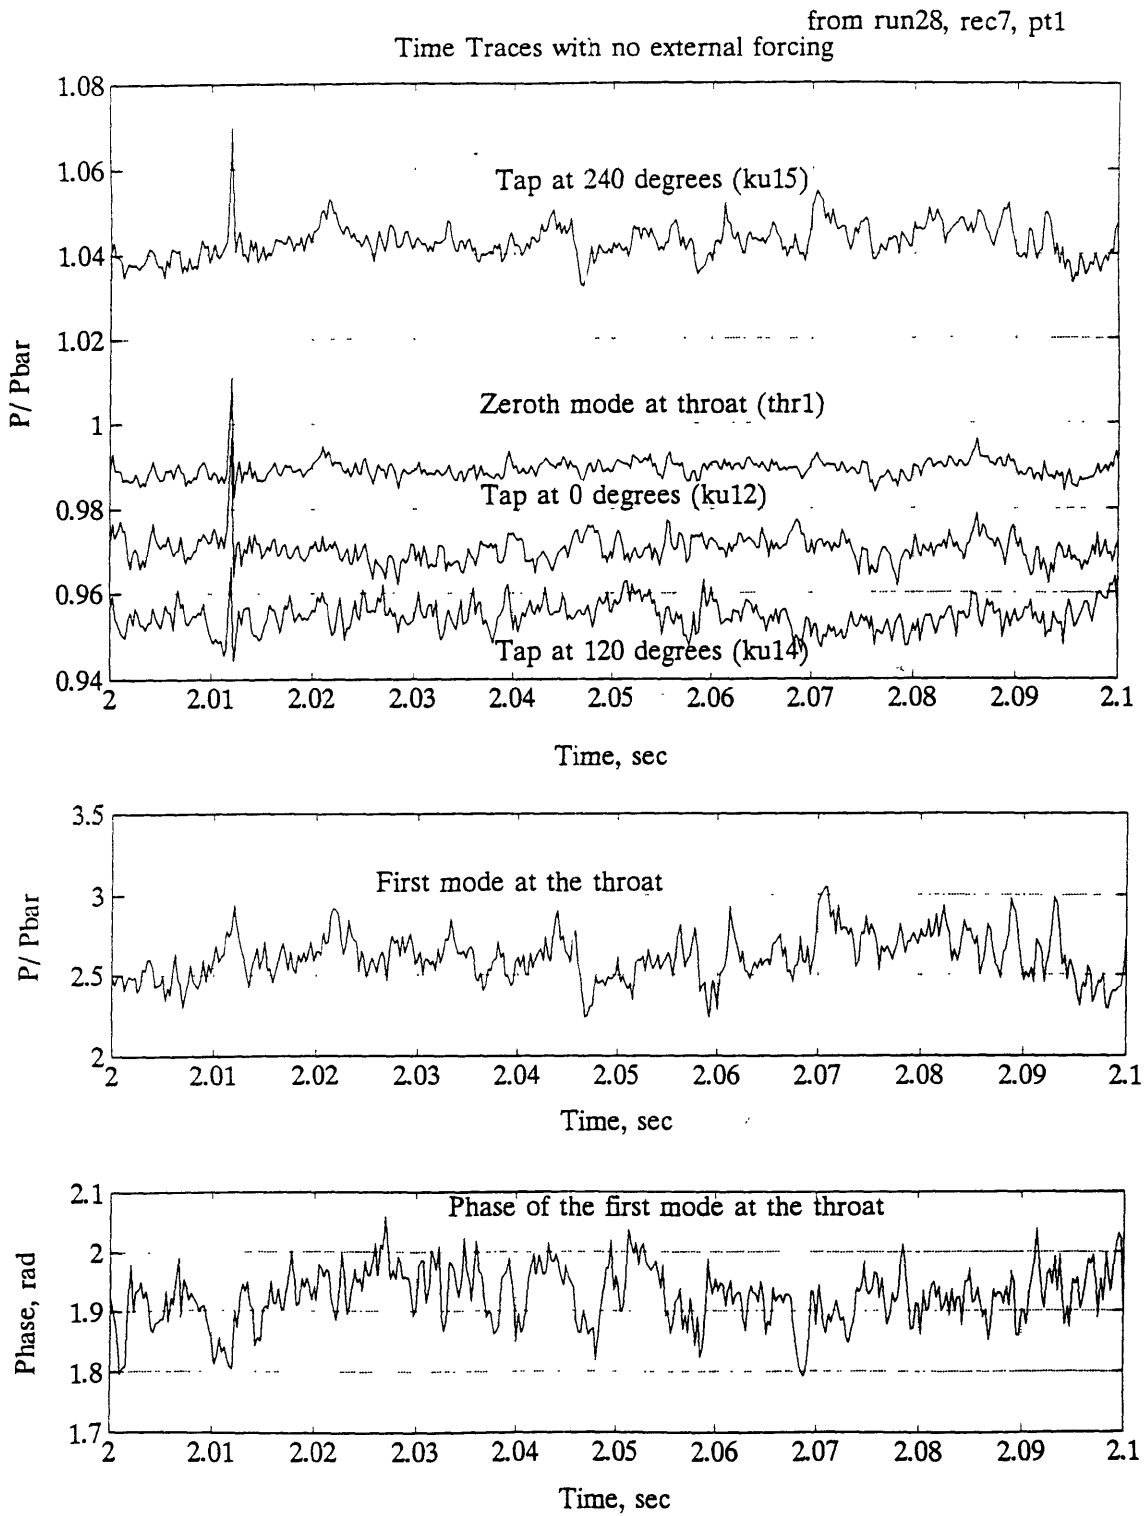 from run28, rec7, pt1
Time Traces with no external forcing
1.08
1.06
1.04
1.02
1
0.98
0.96
0.94
P/ Pbar
Tap at 240 degrees (ku15)
Zeroth mode at throat (thr1)
Tap at 0 degrees (ku12)
Tap at 120 degrees (ku14)
2 2.01 2.02 2.03 2.04 2.05 2.06 2.07 2.08 2.09 2.1
Time, sec
3.5
3
2.5
2
P/ Pbar
First mode at the throat
2 2.01 2.02 2.03 2.04 2.05 2.06 2.07 2.08 2.09 2.1
Time, sec
2.1
2
1.9
1.8
1.7
Phase, rad
Phase of the first mode at the throat
2 2.01 2.02 2.03 2.04 2.05 2.06 2.07 2.08 2.09 2.1
Time, sec